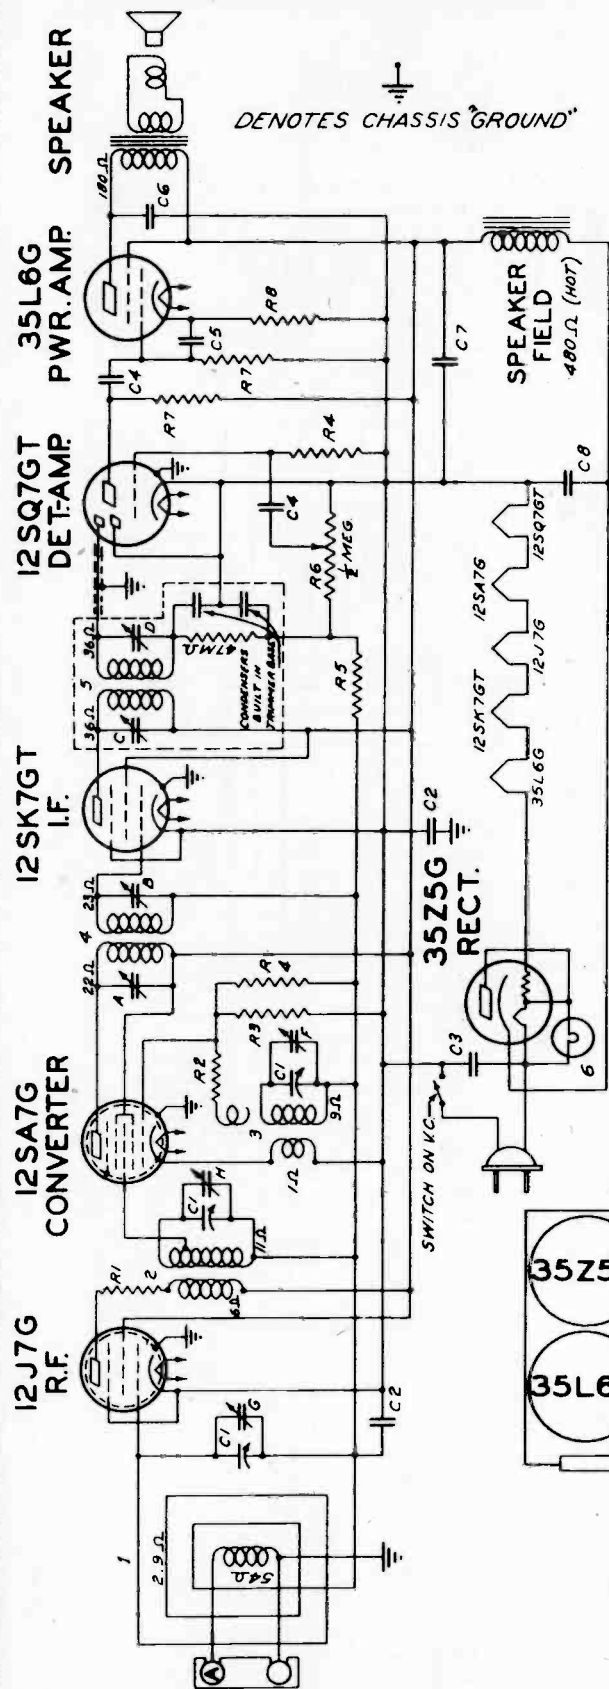 12J7G
R.F.
12SA7G
CONVERTER
12SK7GT
I.F.
12SQ7GT
DET-AMP.
35L6G
PWR. AMP.
SPEAKER
DENOTES CHASSIS "GROUND"
1
2.9Ω
54Ω
A
C1
G
C2
R1
2
6Ω
11Ω
C1
H
1Ω
3
9Ω
C1
F
R2
R3
R4
22Ω
A
4
23Ω
B
36Ω
C
5
36Ω
D
47MΩ
CONDENSERS
BUILT IN
TRIMMER BASE
R5
R6
½ MEG.
C4
R4
R7
C4
R7
C5
R8
C6
180Ω
C2
C7
SPEAKER
FIELD
480Ω (HOT)
C8
35Z5G
RECT.
C3
SWITCH ON V.C.
6
35L6G
12SK7GT
12J7G
12SA7G
12SQ7GT
35Z5
35L6